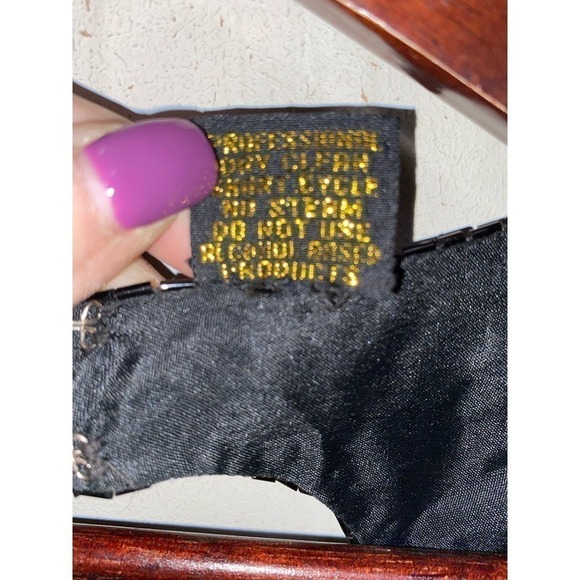 PROFESSIONAL
DRY CLEAN
SHORT CYCLE
NO STEAM
DO NOT USE
ALCOHOL BASED
PRODUCTS